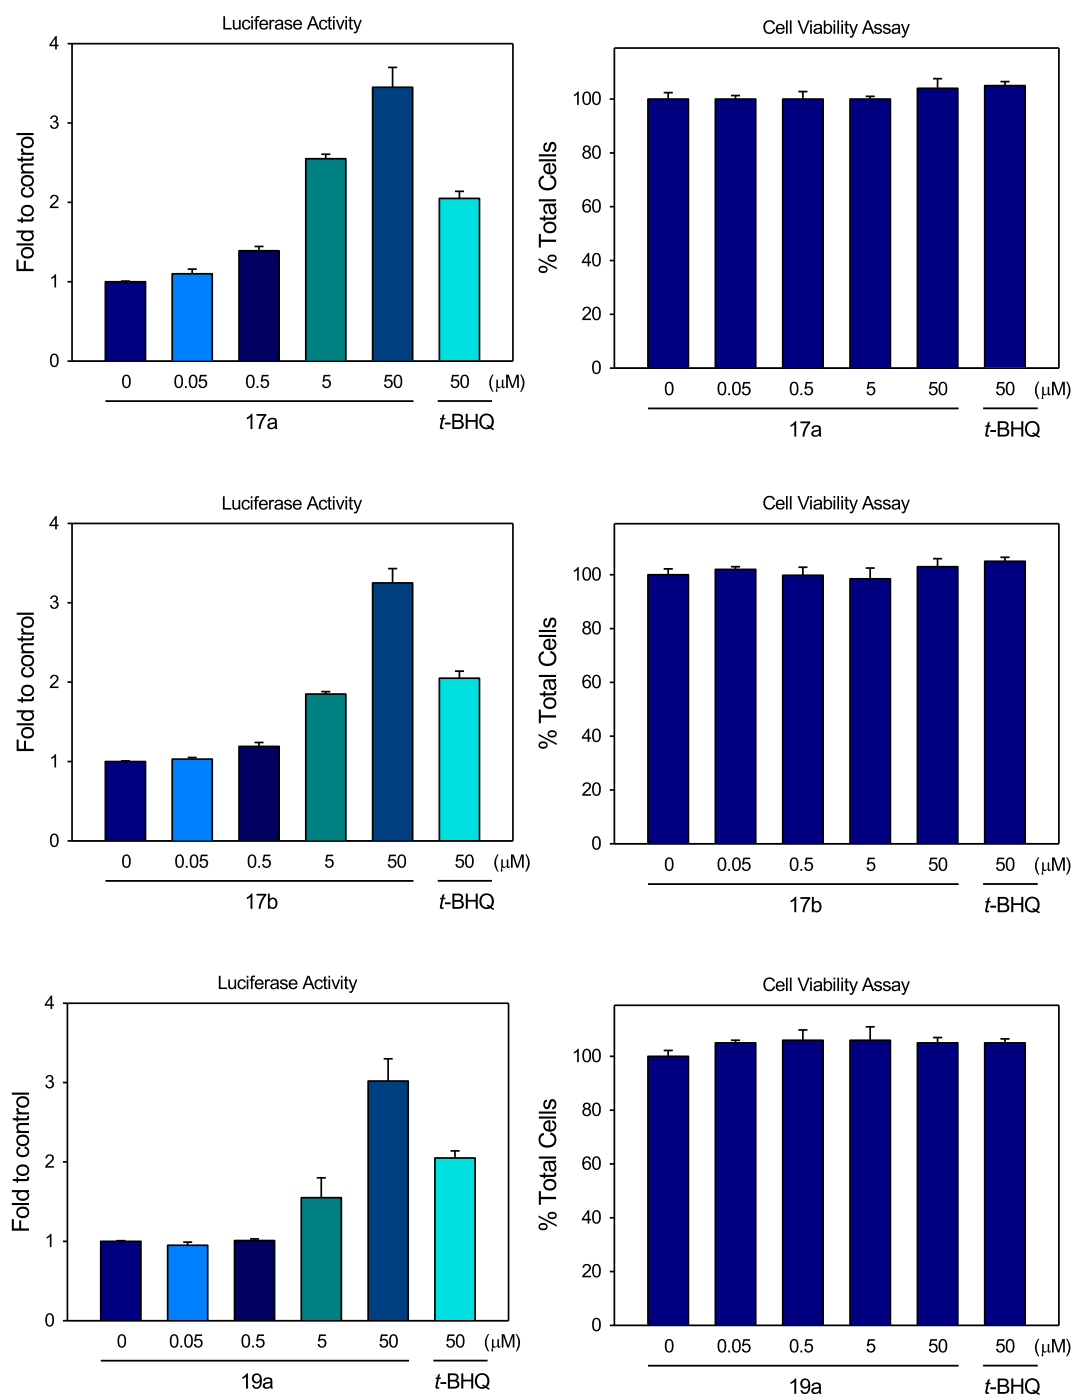 Luciferase Activity
Fold to control
4
3
2
1
0
0 0.05 0.5 5 50 50 (μM)
17a t-BHQ
Cell Viability Assay
% Total Cells
100
80
60
40
20
0
0 0.05 0.5 5 50 50 (μM)
17a t-BHQ
Luciferase Activity
Fold to control
4
3
2
1
0
0 0.05 0.5 5 50 50 (μM)
17b t-BHQ
Cell Viability Assay
% Total Cells
100
80
60
40
20
0
0 0.05 0.5 5 50 50 (μM)
17b t-BHQ
Luciferase Activity
Fold to control
4
3
2
1
0
0 0.05 0.5 5 50 50 (μM)
19a t-BHQ
Cell Viability Assay
% Total Cells
100
80
60
40
20
0
0 0.05 0.5 5 50 50 (μM)
19a t-BHQ